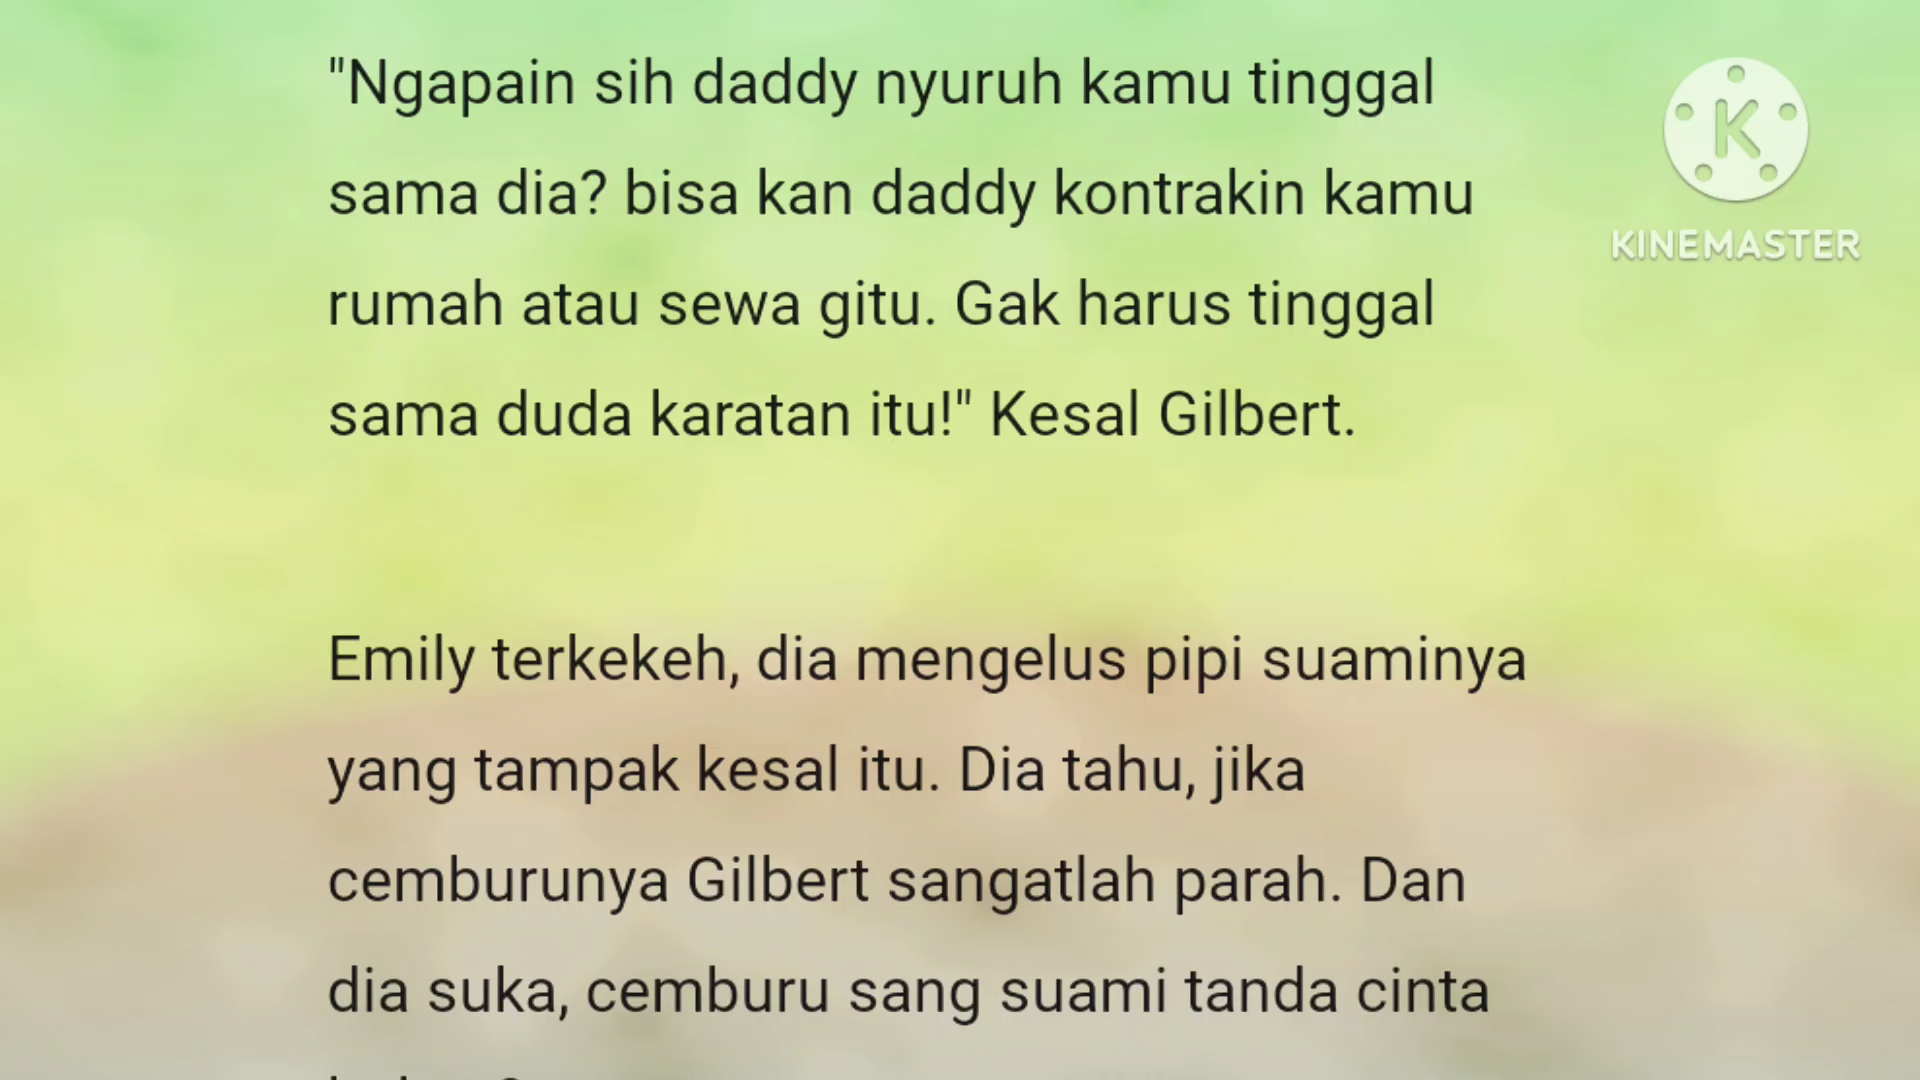 "Ngapain sih daddy nyuruh kamu tinggal
sama dia? bisa kan daddy kontrakin kamu
rumah atau sewa gitu. Gak harus tinggal
sama duda karatan itu!" Kesal Gilbert.
Emily terkekeh, dia mengelus pipi suaminya
yang tampak kesal itu. Dia tahu, jika
cemburunya Gilbert sangatlah parah. Dan
dia suka, cemburu sang suami tanda cinta
K
KINEMASTER